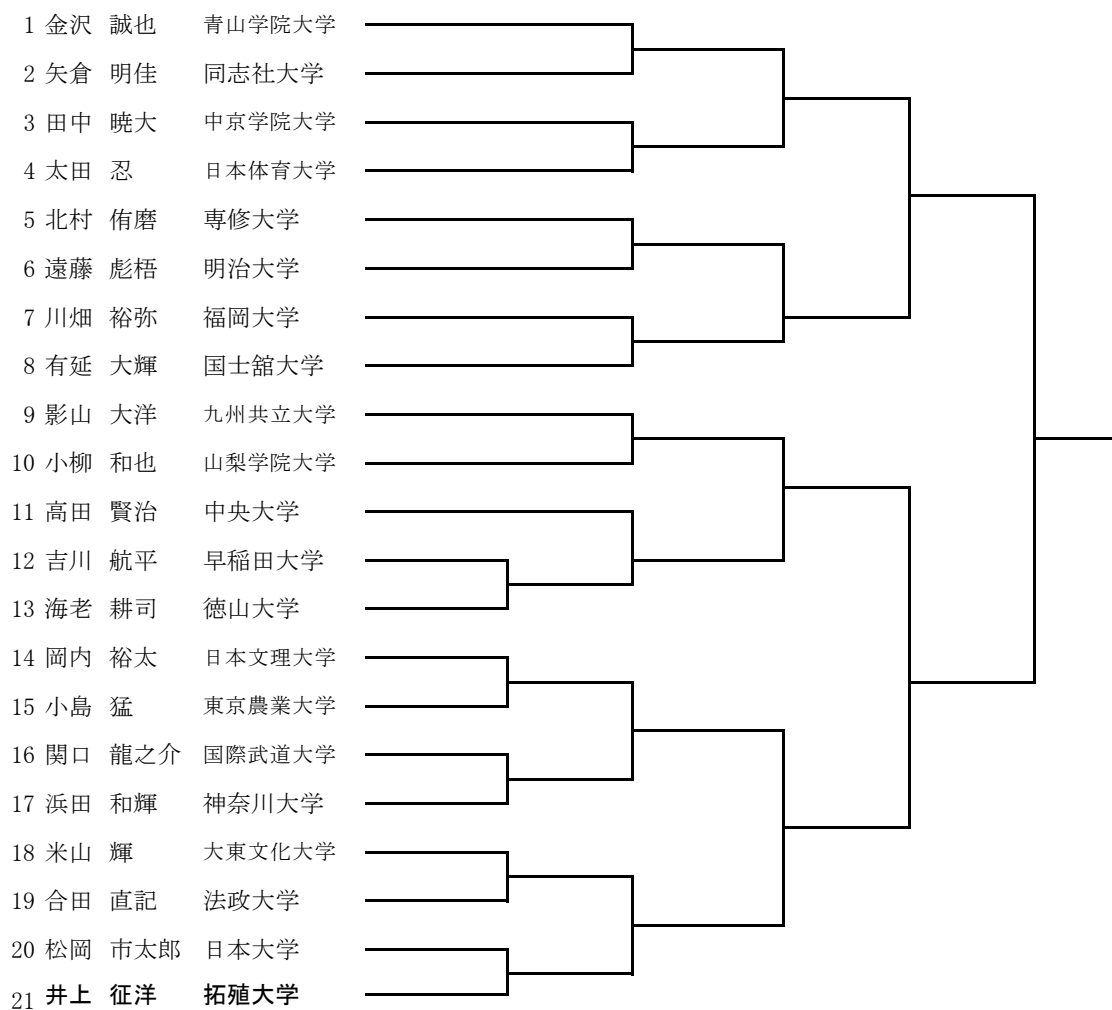 1 金沢 誠也 青山学院大学
2 矢倉 明佳 同志社大学
3 田中 暁大 中京学院大学
4 太田 忍 日本体育大学
5 北村 侑磨 専修大学
6 遠藤 彪梧 明治大学
7 川畑 裕弥 福岡大学
8 有延 大輝 国士舘大学
9 影山 大洋 九州共立大学
10 小柳 和也 山梨学院大学
11 高田 賢治 中央大学
12 吉川 航平 早稲田大学
13 海老 耕司 徳山大学
14 岡内 裕太 日本文理大学
15 小島 猛 東京農業大学
16 関口 龍之介 国際武道大学
17 浜田 和輝 神奈川大学
18 米山 輝 大東文化大学
19 合田 直記 法政大学
20 松岡 市太郎 日本大学
21 井上 征洋 拓殖大学